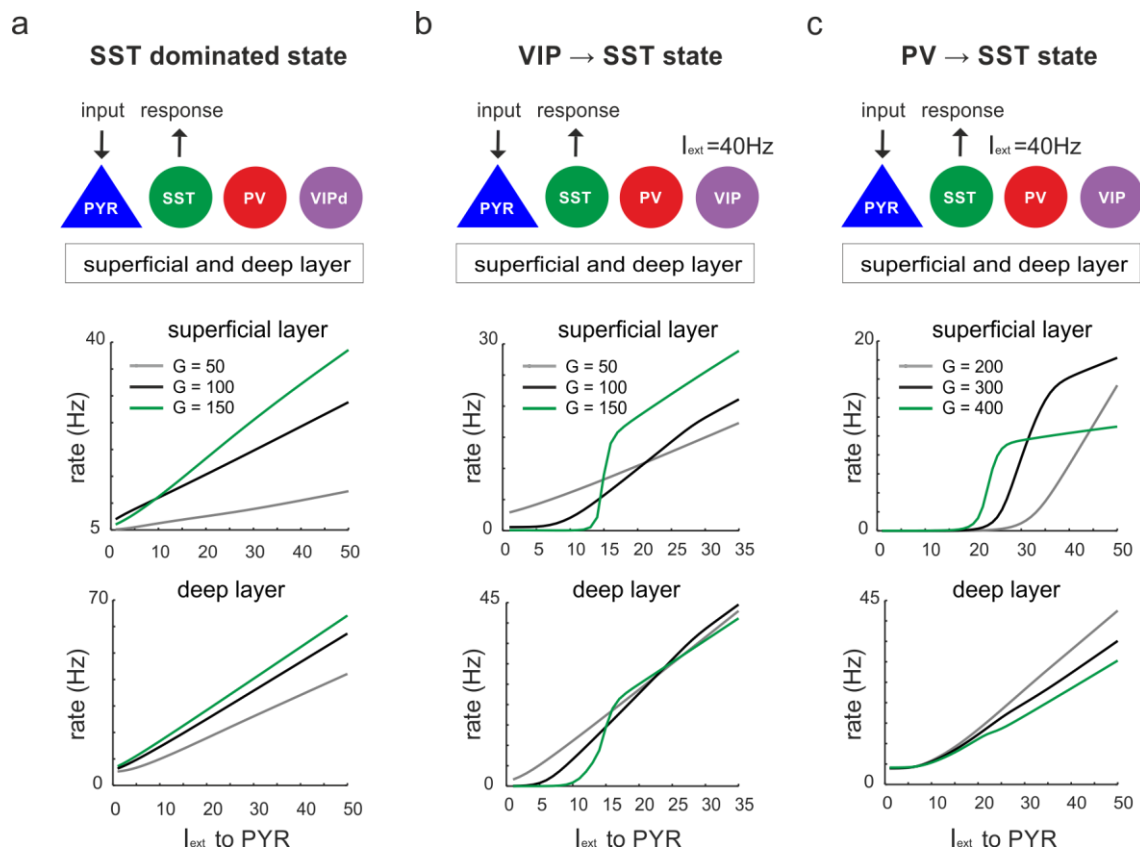 a
SST dominated state
input response
PYR SST PV VIPd
superficial and deep layer
superficial layer
40
G = 50
G = 100
G = 150
rate (Hz)
5
0 10 20 30 40 50
deep layer
70
rate (Hz)
0
0 10 20 30 40 50
Iext to PYR
b
VIP → SST state
input response
Iext =40Hz
PYR SST PV VIP
superficial and deep layer
superficial layer
30
G = 50
G = 100
G = 150
rate (Hz)
0
0 5 10 15 20 25 30 35
deep layer
45
rate (Hz)
0
0 5 10 15 20 25 30 35
Iext to PYR
c
PV → SST state
input response
Iext =40Hz
PYR SST PV VIP
superficial and deep layer
superficial layer
20
G = 200
G = 300
G = 400
rate (Hz)
0
0 10 20 30 40 50
deep layer
45
rate (Hz)
0
0 10 20 30 40 50
Iext to PYR